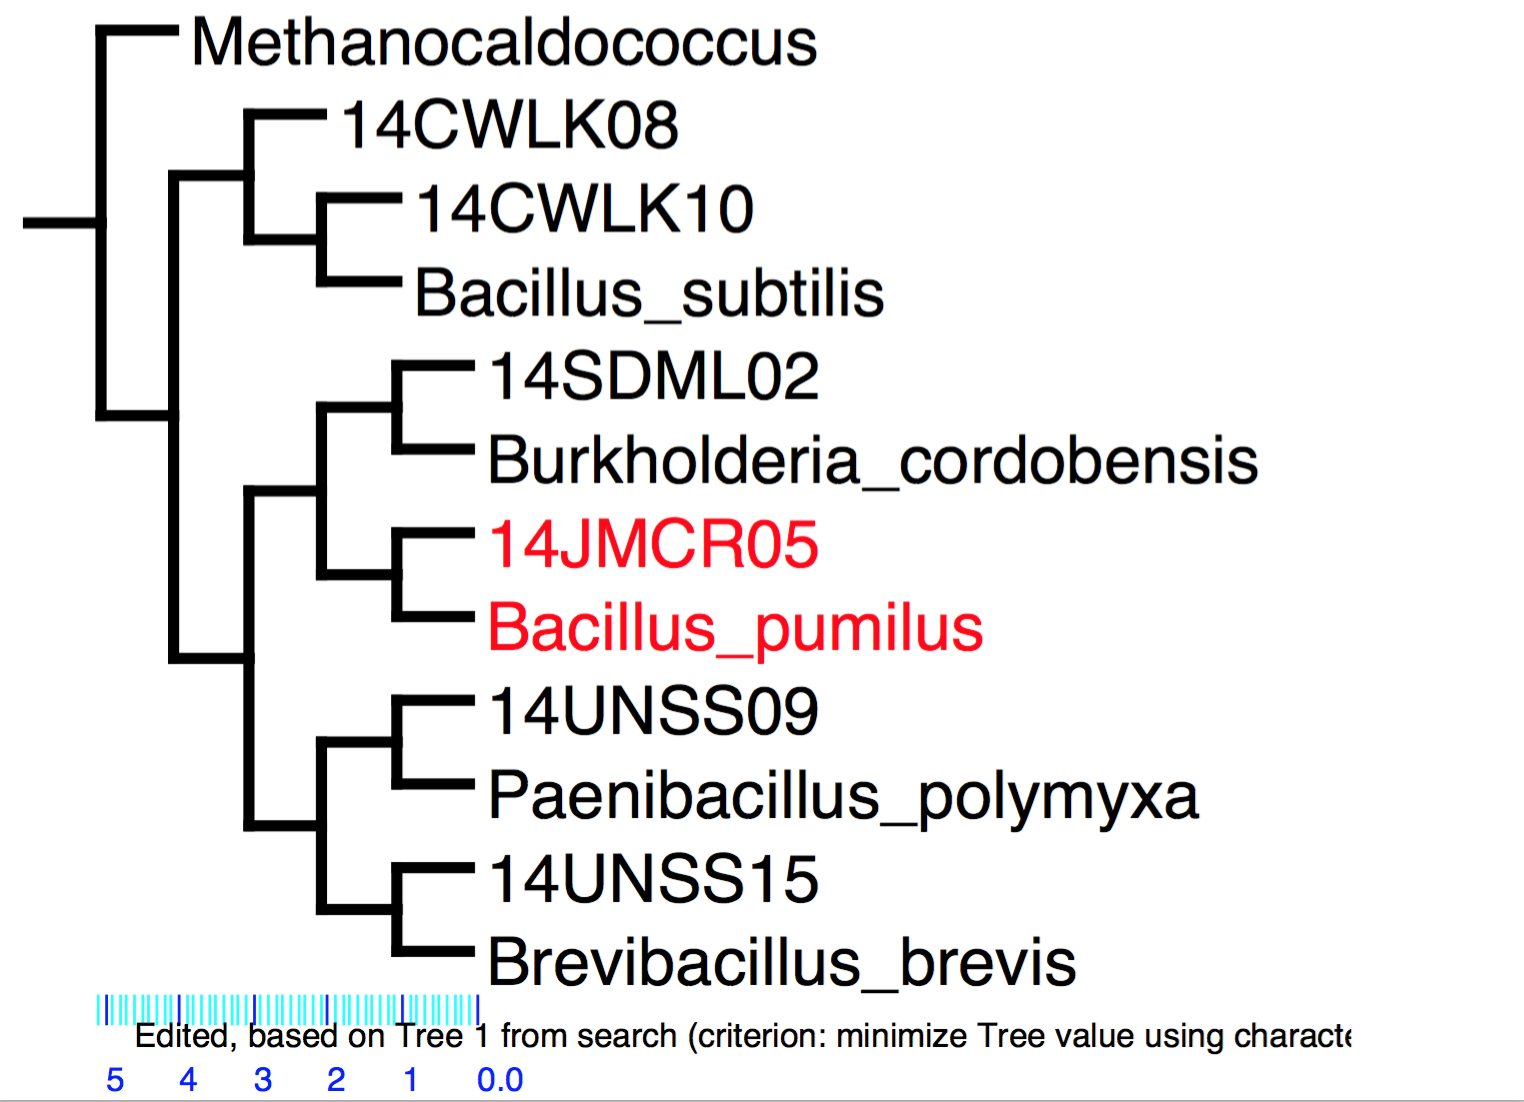 Methanocaldococcus
14CWLK08
14CWLK10
Bacillus_subtilis
14SDML02
Burkholderia_cordobensis
14JMCR05
Bacillus_pumilus
14UNSS09
Paenibacillus_polymyxa
14UNSS15
Brevibacillus_brevis
Edited, based on Tree 1 from search (criterion: minimize Tree value using characte
5 4 3 2 1 0.0